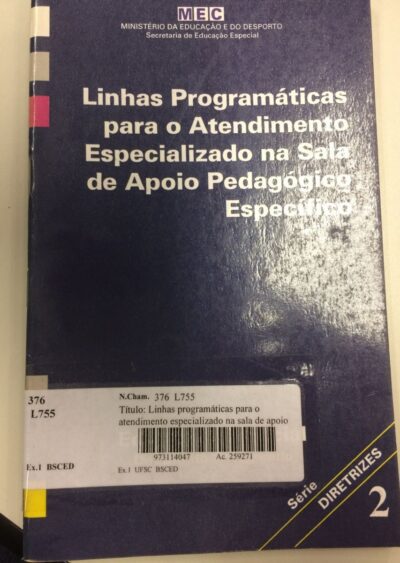 MEC
MINISTÉRIO DA EDUCAÇÃO E DO DESPORTO
Secretaria de Educação Especial
Linhas Programáticas
para o Atendimento
Especializado na Sala
de Apoio Pedagógico
Específico
376
L755
Ex.1 BSCED
N.Cham. 376 L755
Título: Linhas programáticas para o
atendimento especializado na sala de apoio
973114047 Ac. 259271
Ex.1 UFSC BSCED
Série
DIRETRIZES
2